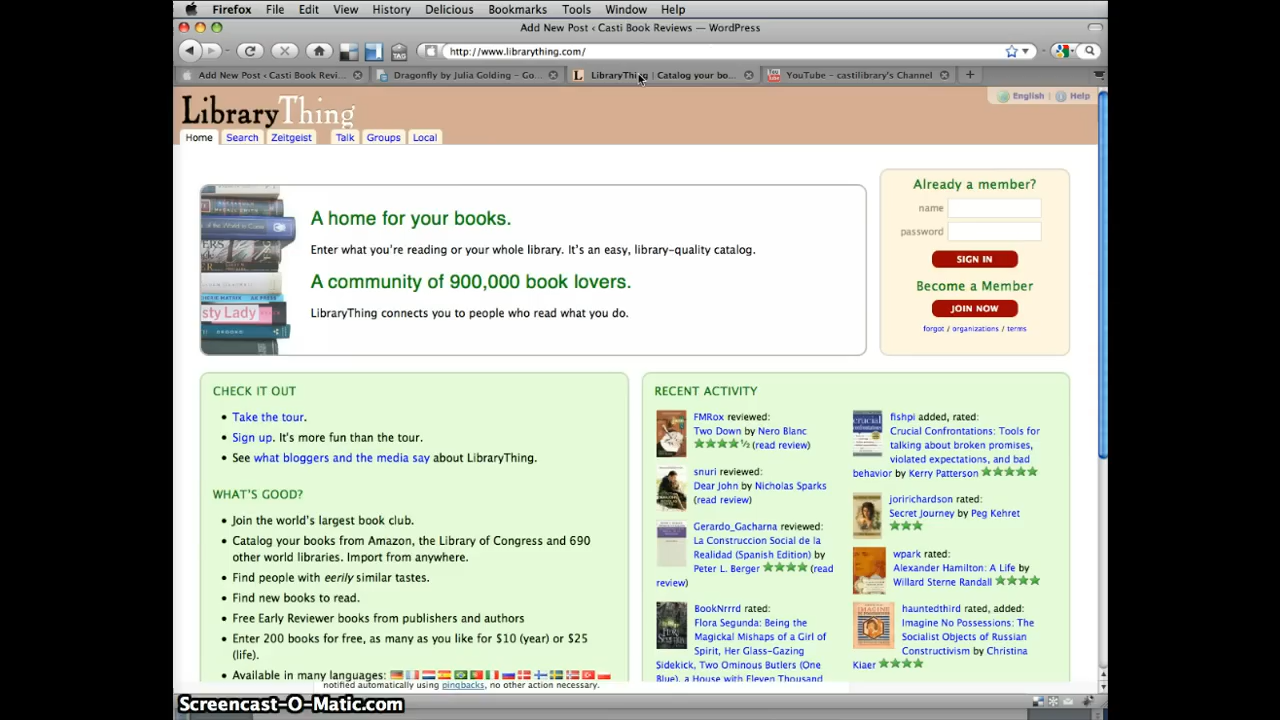 Firefox File Edit View History Delicious Bookmarks Tools Window Help
Add New Post ‹ Casti Book Reviews — WordPress
TAG http://www.librarything.com/
Add New Post ‹ Casti Book Revi... Dragonfly by Julia Golding – Go... LibraryThing | Catalog your bo... YouTube – castilibrary's Channel
LibraryThing
English | Help
Home Search Zeitgeist Talk Groups Local
Already a member?
name
password
SIGN IN
Become a Member
JOIN NOW
forgot / organizations / terms
A home for your books.
Enter what you're reading or your whole library. It's an easy, library-quality catalog.
A community of 900,000 book lovers.
LibraryThing connects you to people who read what you do.
sty Lady
CHECK IT OUT
• Take the tour.
• Sign up. It's more fun than the tour.
• See what bloggers and the media say about LibraryThing.
WHAT'S GOOD?
• Join the world's largest book club.
• Catalog your books from Amazon, the Library of Congress and 690
other world libraries. Import from anywhere.
• Find people with eerily similar tastes.
• Find new books to read.
• Free Early Reviewer books from publishers and authors
• Enter 200 books for free, as many as you like for $10 (year) or $25
(life).
• Available in many languages:
RECENT ACTIVITY
FMRox reviewed:
Two Down by Nero Blanc
★★★★½ (read review)
snuri reviewed:
Dear John by Nicholas Sparks
(read review)
Gerardo_Gacharna reviewed:
La Construccion Social de la
Realidad (Spanish Edition) by
Peter L. Berger ★★★★ (read
review)
BookNrrrd rated:
Flora Segunda: Being the
Magickal Mishaps of a Girl of
Spirit, Her Glass-Gazing
Sidekick, Two Ominous Butlers (One
Blue), a House with Eleven Thousand
fishpi added, rated:
Crucial Confrontations: Tools for
talking about broken promises,
violated expectations, and bad
behavior by Kerry Patterson ★★★★★
joririchardson rated:
Secret Journey by Peg Kehret
★★★
wpark rated:
Alexander Hamilton: A Life by
Willard Sterne Randall ★★★★
hauntedthird rated, added:
Imagine No Possessions: The
Socialist Objects of Russian
Constructivism by Christina
Kiaer ★★★★
notified automatically using pingbacks, no other action necessary.
Screencast-O-Matic.com